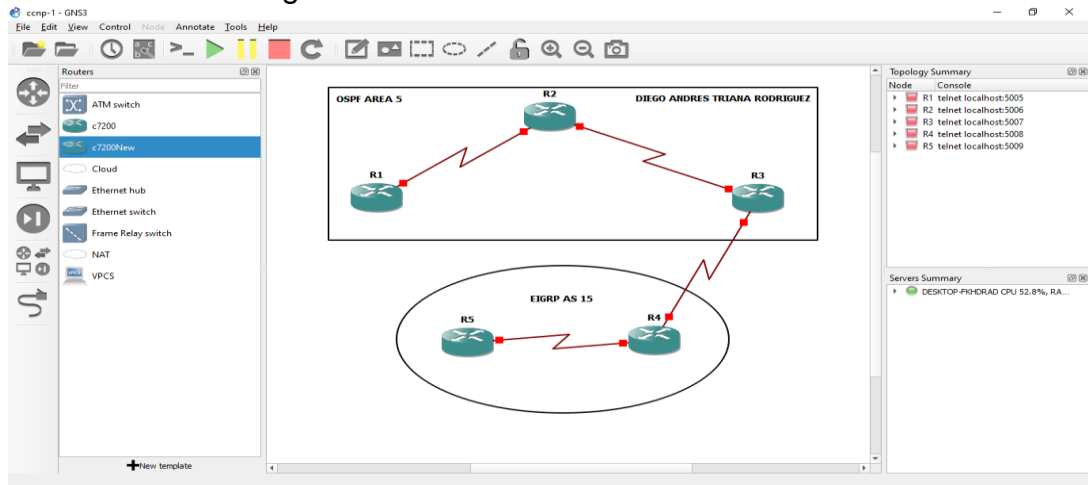 ccnp-1 - GNS3
File Edit View Control Node Annotate Tools Help
Routers
Filter
ATM switch
c7200
c7200New
Cloud
Ethernet hub
Ethernet switch
Frame Relay switch
NAT
VPCS
New template
OSPF AREA 5
R2
DIEGO ANDRES TRIANA RODRIGUEZ
R1
R3
EIGRP AS 15
R5
R4
Topology Summary
Node Console
R1 telnet localhost:5005
R2 telnet localhost:5006
R3 telnet localhost:5007
R4 telnet localhost:5008
R5 telnet localhost:5009
Servers Summary
DESKTOP-FKHDRAD CPU 52.8%, RA...